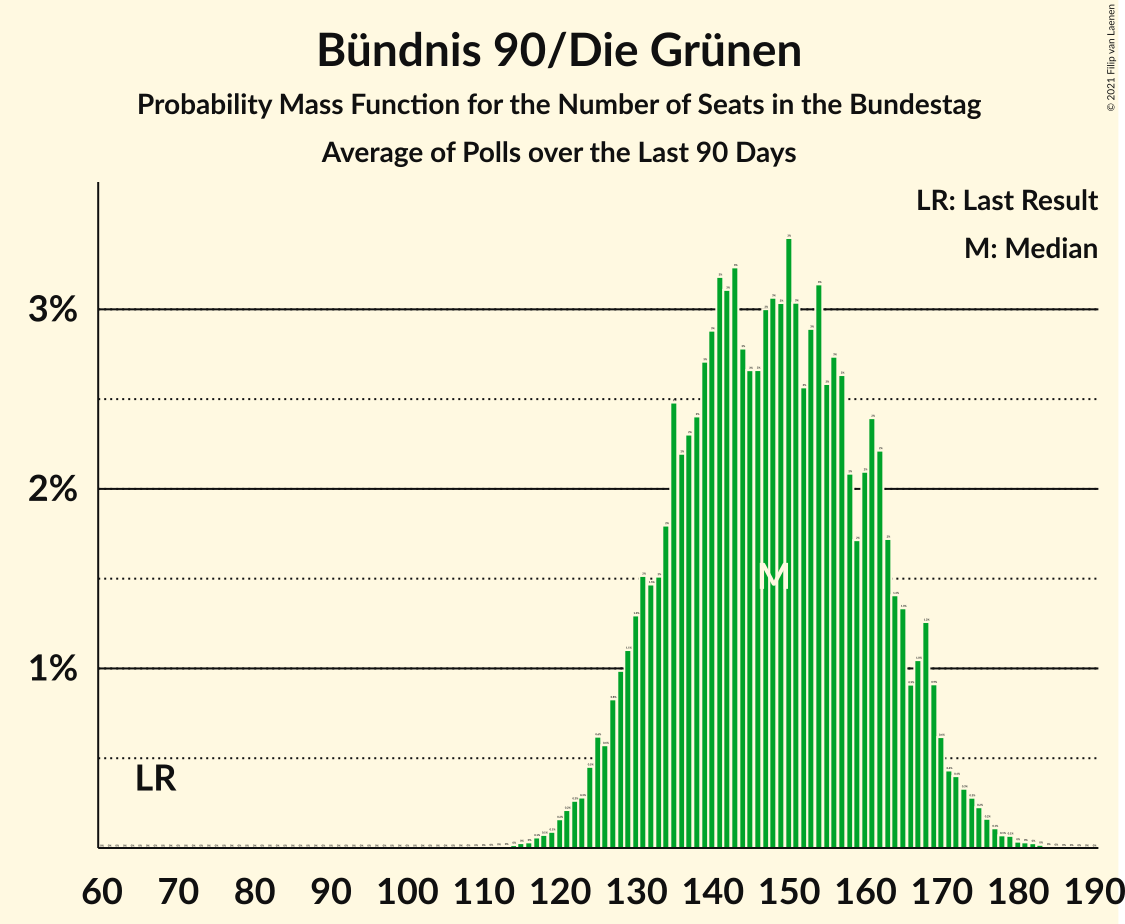 Bündnis 90/Die Grünen
Probability Mass Function for the Number of Seats in the Bundestag
Average of Polls over the Last 90 Days
© 2021 Filip van Laenen
LR: Last Result
M: Median
3%
2%
1%
M
LR
60 70 80 90 100 110 120 130 140 150 160 170 180 190